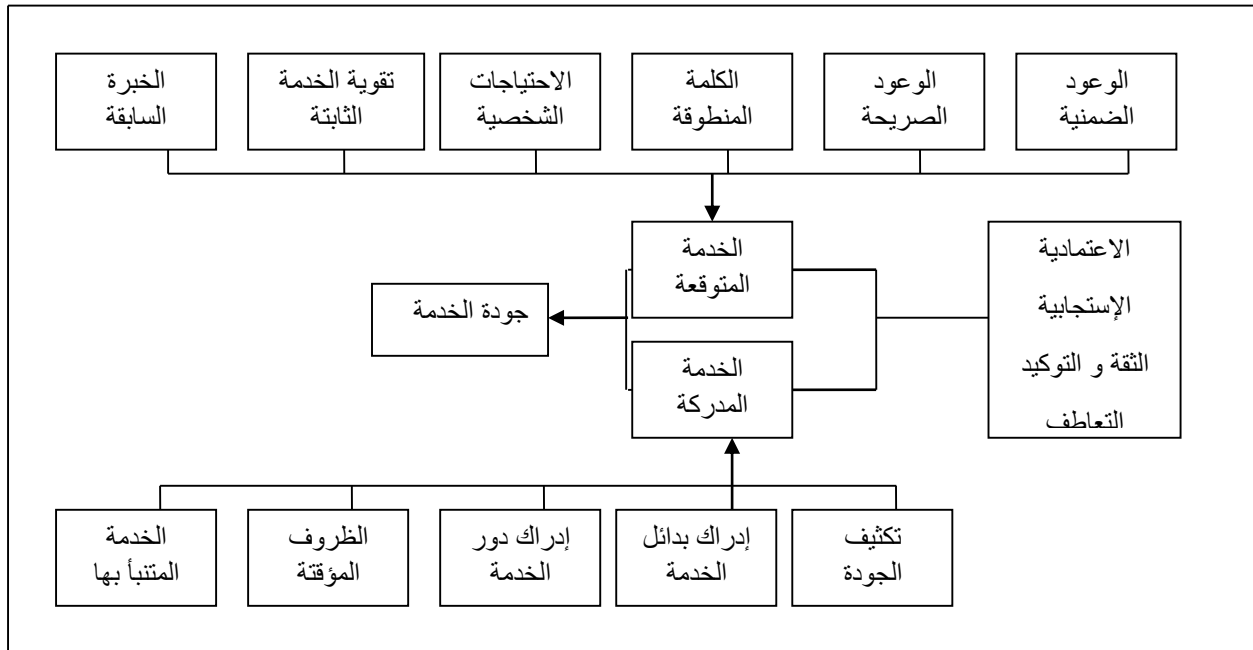 الوعود
الضمنية
الوعود
الصريحة
الكلمة
المنطوقة
الاحتياجات
الشخصية
تقوية الخدمة
الثابتة
الخبرة
السابقة
الاعتمادية
الإستجابية
الثقة و التوكيد
التعاطف
الخدمة
المتوقعة
جودة الخدمة
الخدمة
المدركة
تكثيف
الجودة
إدراك بدائل
الخدمة
إدراك دور
الخدمة
الظروف
المؤقتة
الخدمة
المتنبأ بها